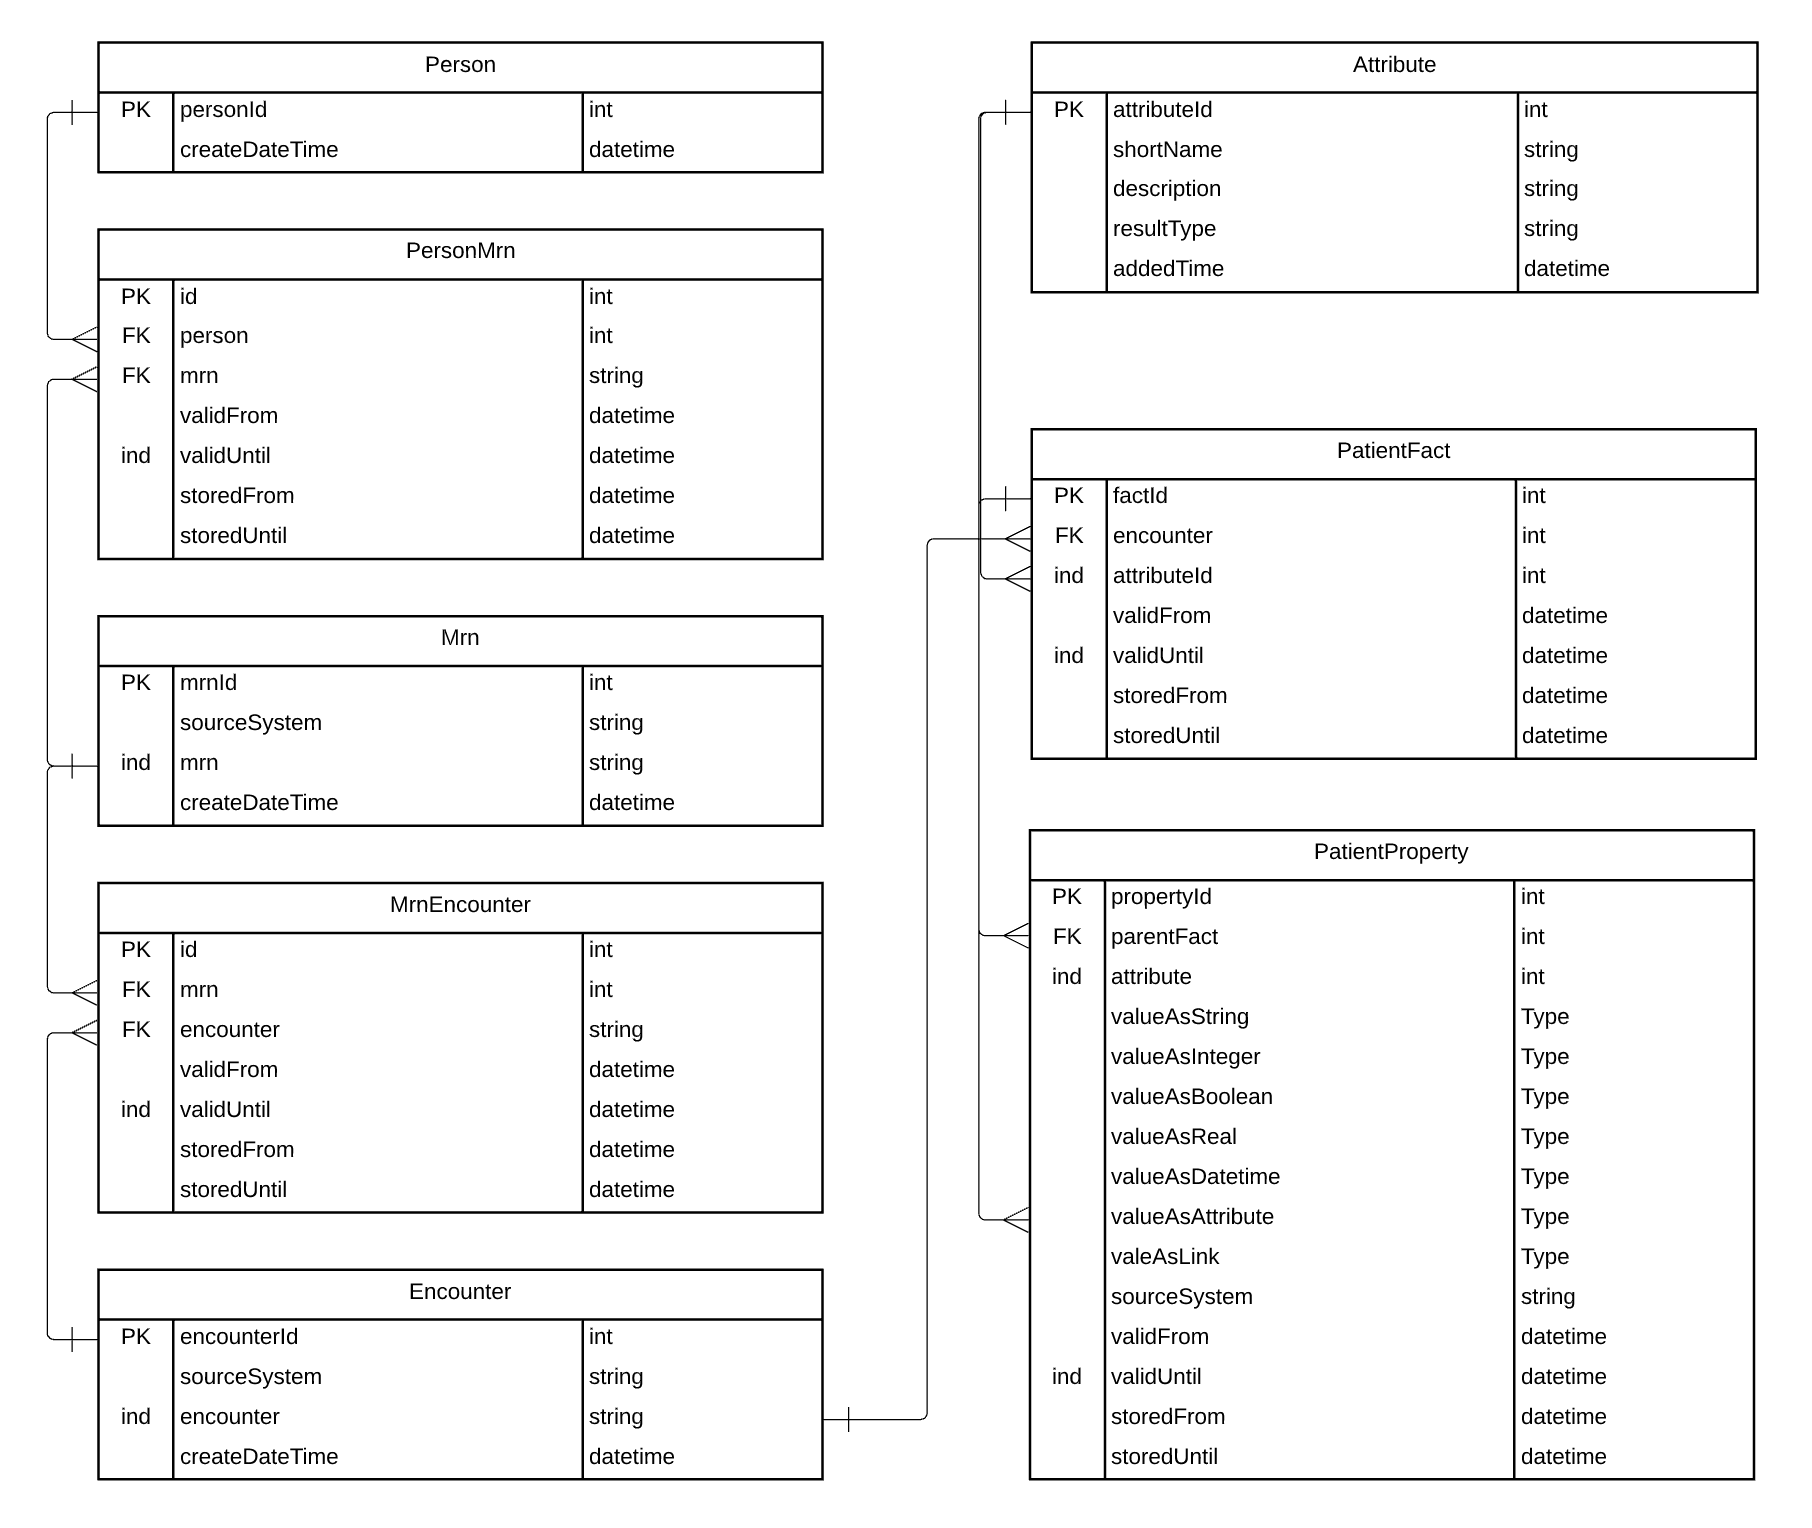 Person
PK personId int
createDateTime datetime
PersonMrn
PK id int
FK person int
FK mrn string
validFrom datetime
ind validUntil datetime
storedFrom datetime
storedUntil datetime
Mrn
PK mrnId int
sourceSystem string
ind mrn string
createDateTime datetime
MrnEncounter
PK id int
FK mrn int
FK encounter string
validFrom datetime
ind validUntil datetime
storedFrom datetime
storedUntil datetime
Encounter
PK encounterId int
sourceSystem string
ind encounter string
createDateTime datetime
Attribute
PK attributeId int
shortName string
description string
resultType string
addedTime datetime
PatientFact
PK factId int
FK encounter int
ind attributeId int
validFrom datetime
ind validUntil datetime
storedFrom datetime
storedUntil datetime
PatientProperty
PK propertyId int
FK parentFact int
ind attribute int
valueAsString Type
valueAsInteger Type
valueAsBoolean Type
valueAsReal Type
valueAsDatetime Type
valueAsAttribute Type
valeAsLink Type
sourceSystem string
validFrom datetime
ind validUntil datetime
storedFrom datetime
storedUntil datetime